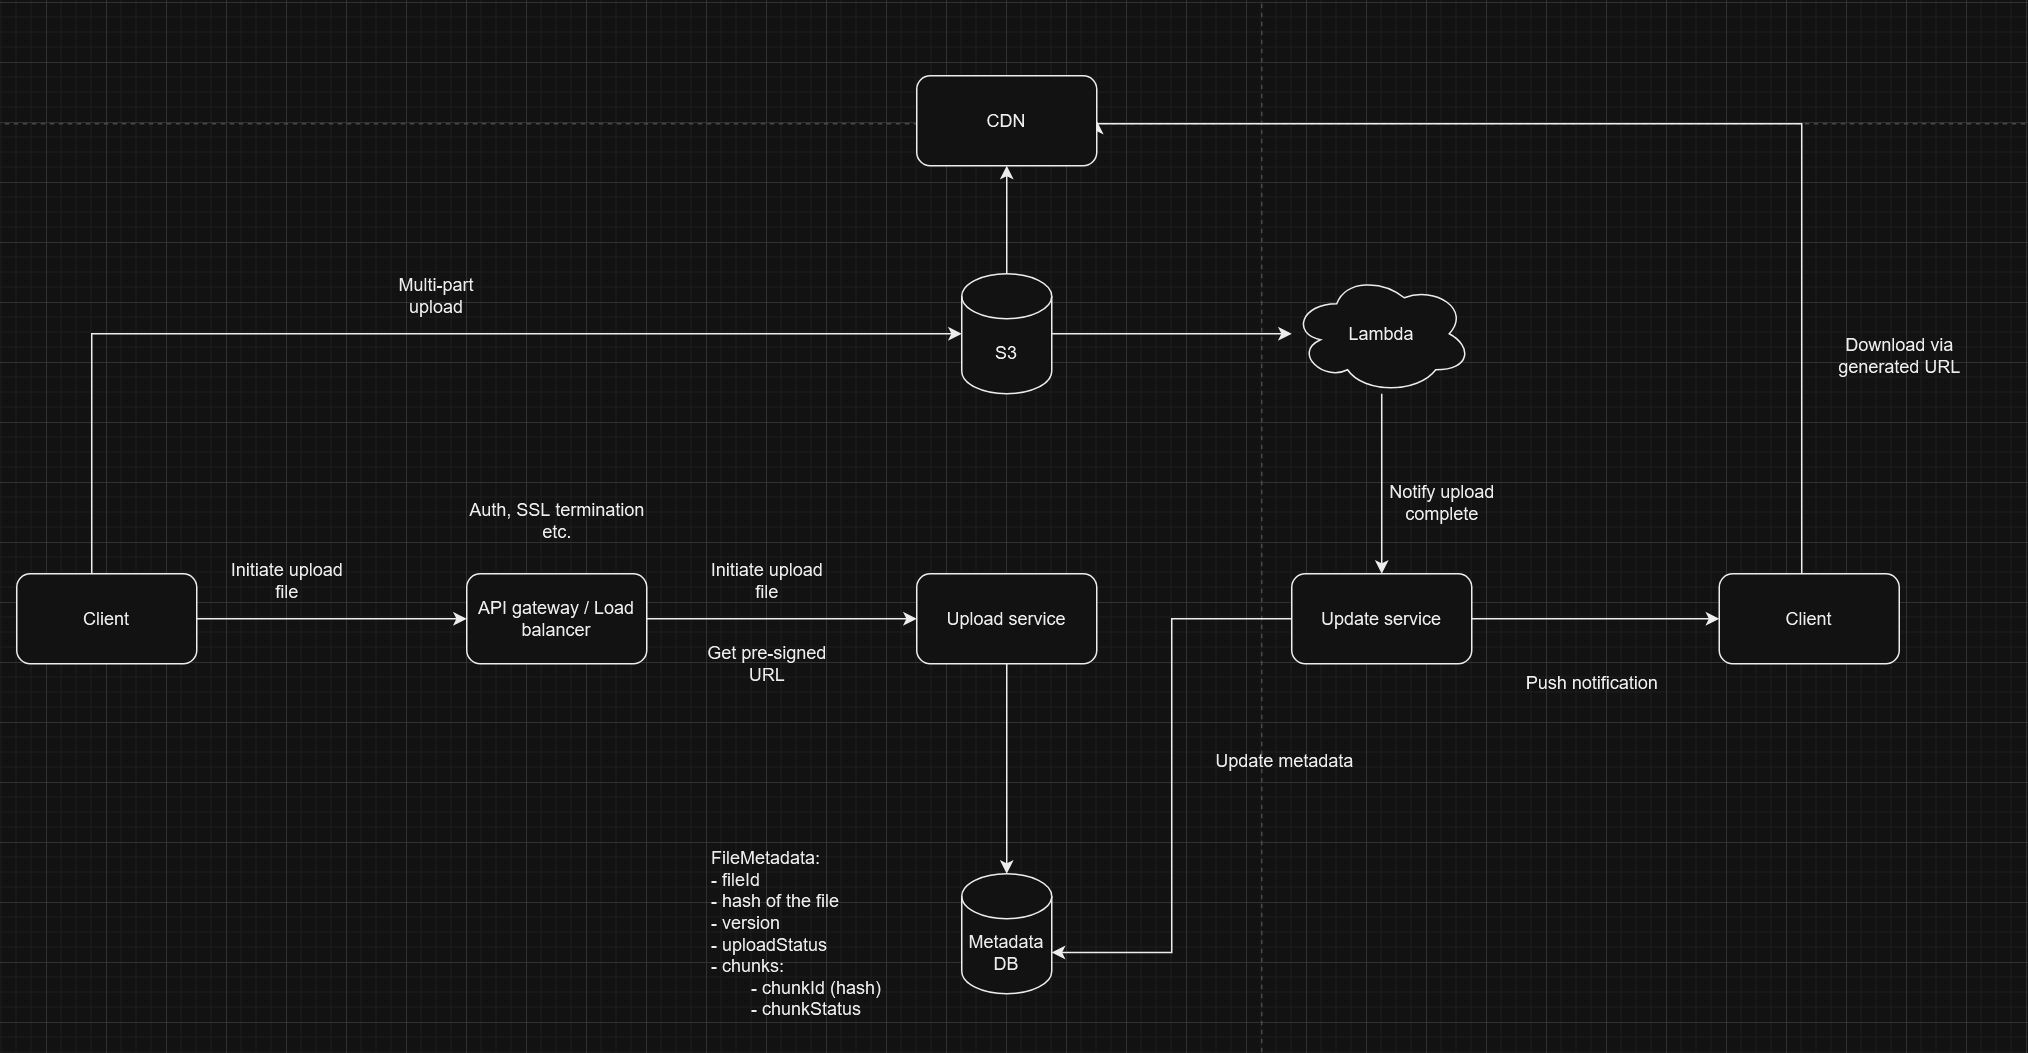 CDN
Multi-part
upload
S3
Lambda
Download via
generated URL
Notify upload
complete
Auth, SSL termination
etc.
Client
Initiate upload
file
API gateway / Load
balancer
Initiate upload
file
Get pre-signed
URL
Upload service
Update service
Push notification
Client
Update metadata
FileMetadata:
- fileId
- hash of the file
- version
- uploadStatus
- chunks:
- chunkId (hash)
- chunkStatus
Metadata
DB